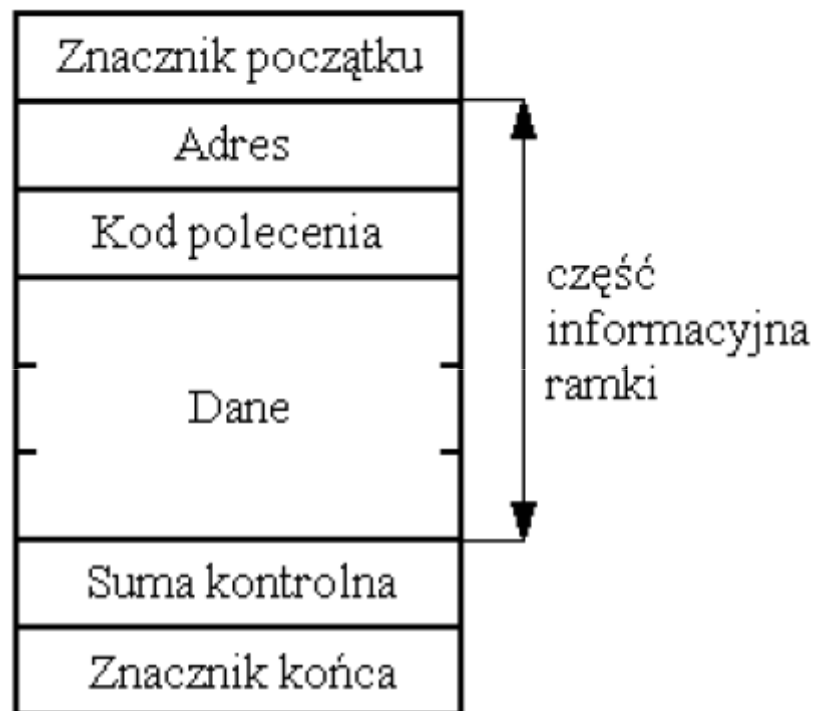 Znacznik początku
Adres
Kod polecenia
Dane
część
informacyjna
ramki
Suma kontrolna
Znacznik końca